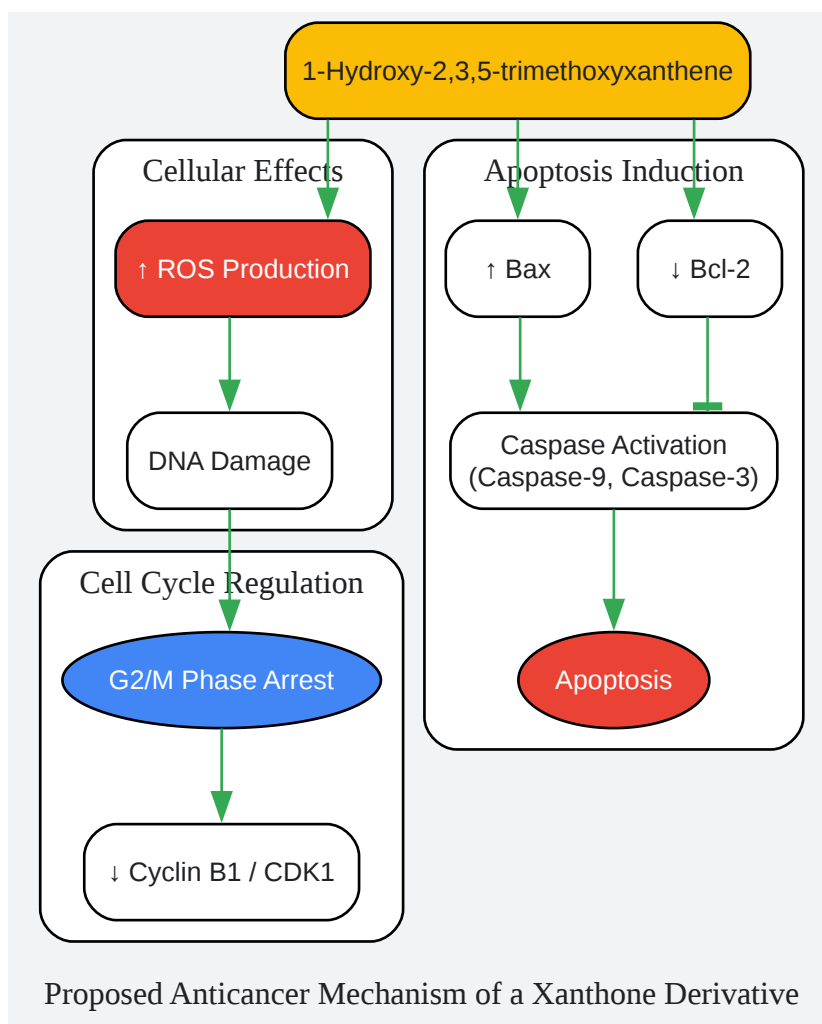 1-Hydroxy-2,3,5-trimethoxyxanthene
Cellular Effects
↑ ROS Production
DNA Damage
Cell Cycle Regulation
G2/M Phase Arrest
↓ Cyclin B1 / CDK1
Apoptosis Induction
↑ Bax
↓ Bcl-2
Caspase Activation
(Caspase-9, Caspase-3)
Apoptosis
Proposed Anticancer Mechanism of a Xanthone Derivative